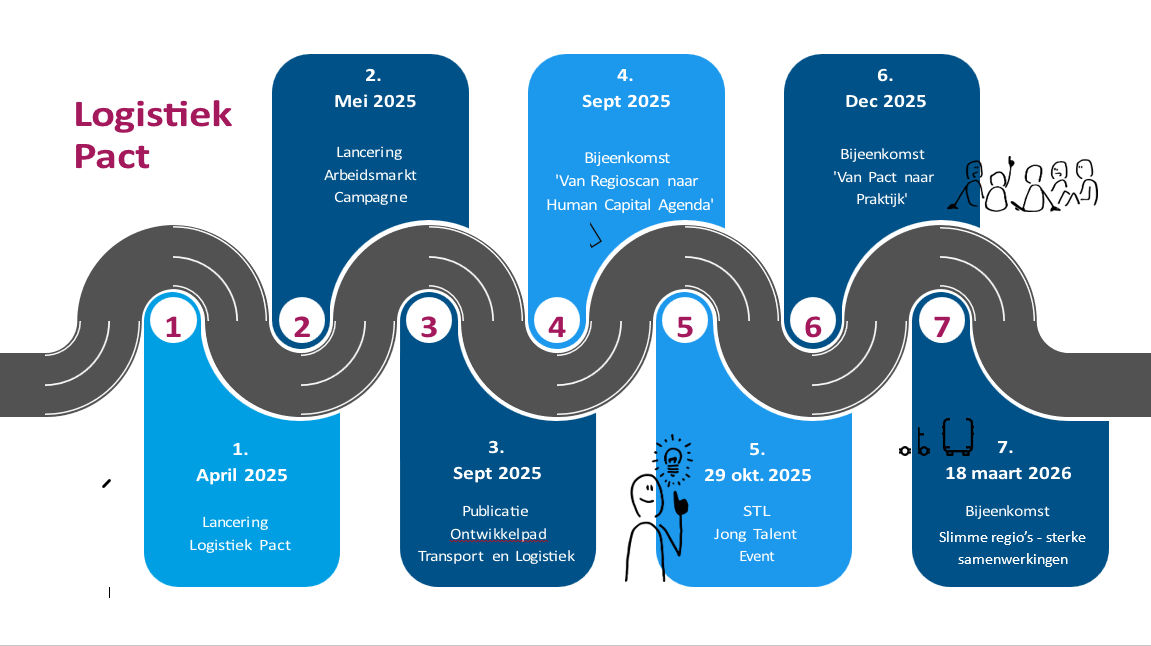 Logistiek
Pact
2.
Mei 2025
Lancering
Arbeidsmarkt
Campagne
4.
Sept 2025
Bijeenkomst
'Van Regioscan naar
Human Capital Agenda'
6.
Dec 2025
Bijeenkomst
'Van Pact naar
Praktijk'
1
2
3
4
5
6
7
1.
April 2025
Lancering
Logistiek Pact
3.
Sept 2025
Publicatie
Ontwikkelpad
Transport en Logistiek
5.
29 okt. 2025
STL
Jong Talent
Event
7.
18 maart 2026
Bijeenkomst
Slimme regio’s - sterke
samenwerkingen